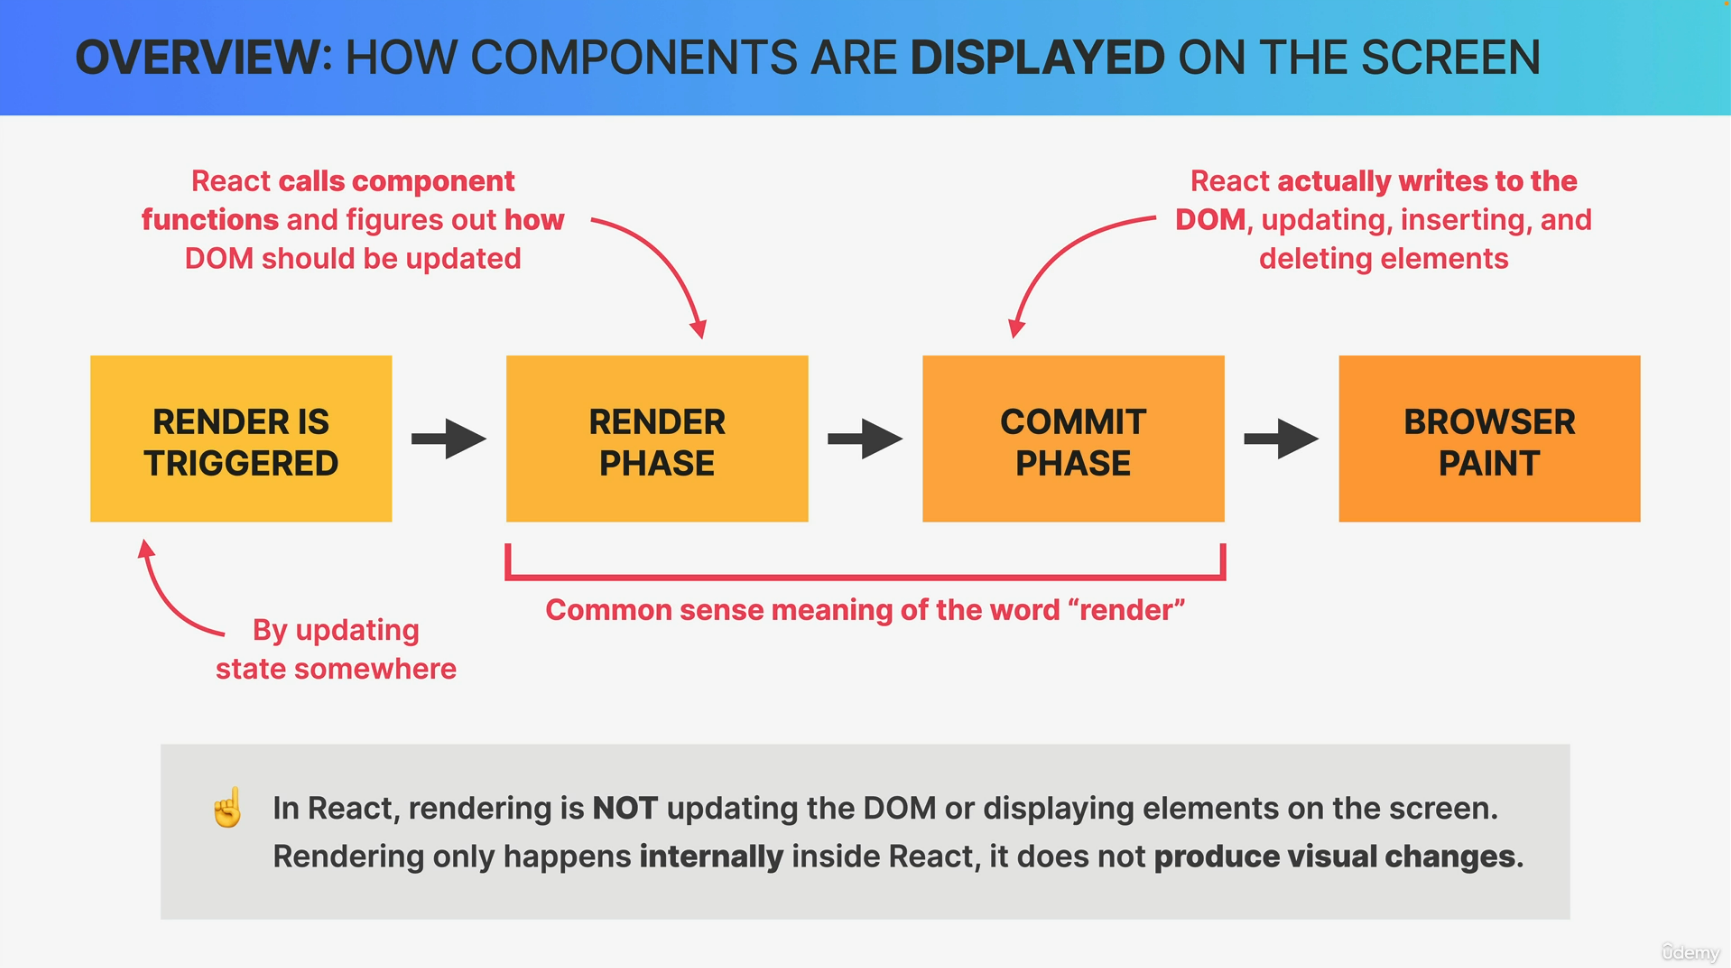 OVERVIEW: HOW COMPONENTS ARE DISPLAYED ON THE SCREEN
React calls component
functions and figures out how
DOM should be updated
React actually writes to the
DOM, updating, inserting, and
deleting elements
RENDER IS
TRIGGERED
RENDER
PHASE
COMMIT
PHASE
BROWSER
PAINT
By updating
state somewhere
Common sense meaning of the word “render”
☝️ In React, rendering is NOT updating the DOM or displaying elements on the screen.
Rendering only happens internally inside React, it does not produce visual changes.
ûdemy